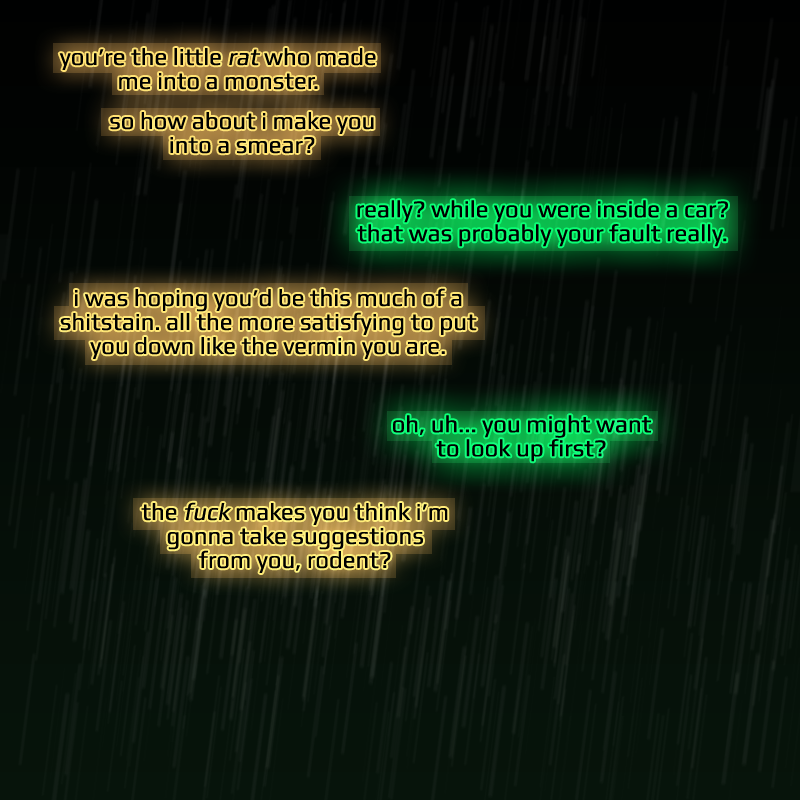 you’re the little rat who made
me into a monster.
so how about i make you
into a smear?
really? while you were inside a car?
that was probably your fault really.
i was hoping you’d be this much of a
shitstain. all the more satisfying to put
you down like the vermin you are.
oh, uh... you might want
to look up first?
the fuck makes you think i’m
gonna take suggestions
from you, rodent?